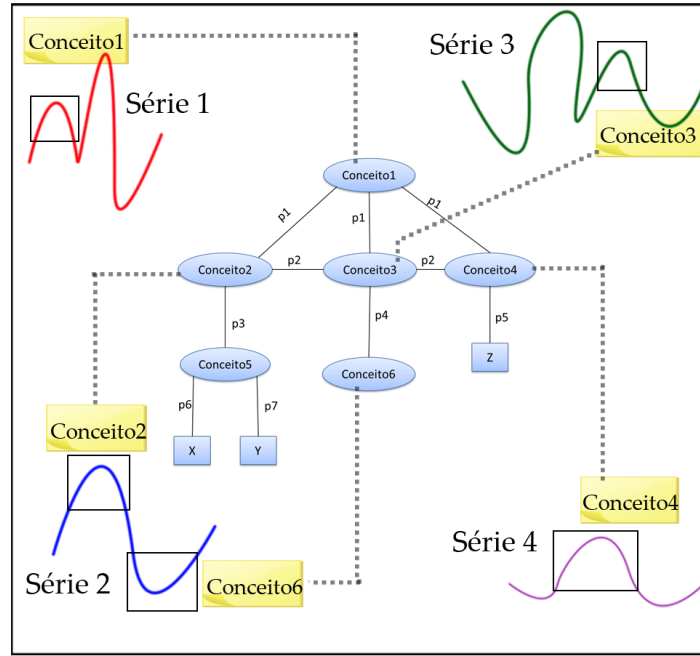 Conceito1
Série 1
Série 3
Conceito3
Conceito1
p1
p1
p1
Conceito2
p2
Conceito3
p2
Conceito4
p3
p4
p5
Z
Conceito5
Conceito6
p6
p7
X
Y
Conceito2
Conceito4
Série 4
Série 2
Conceito6